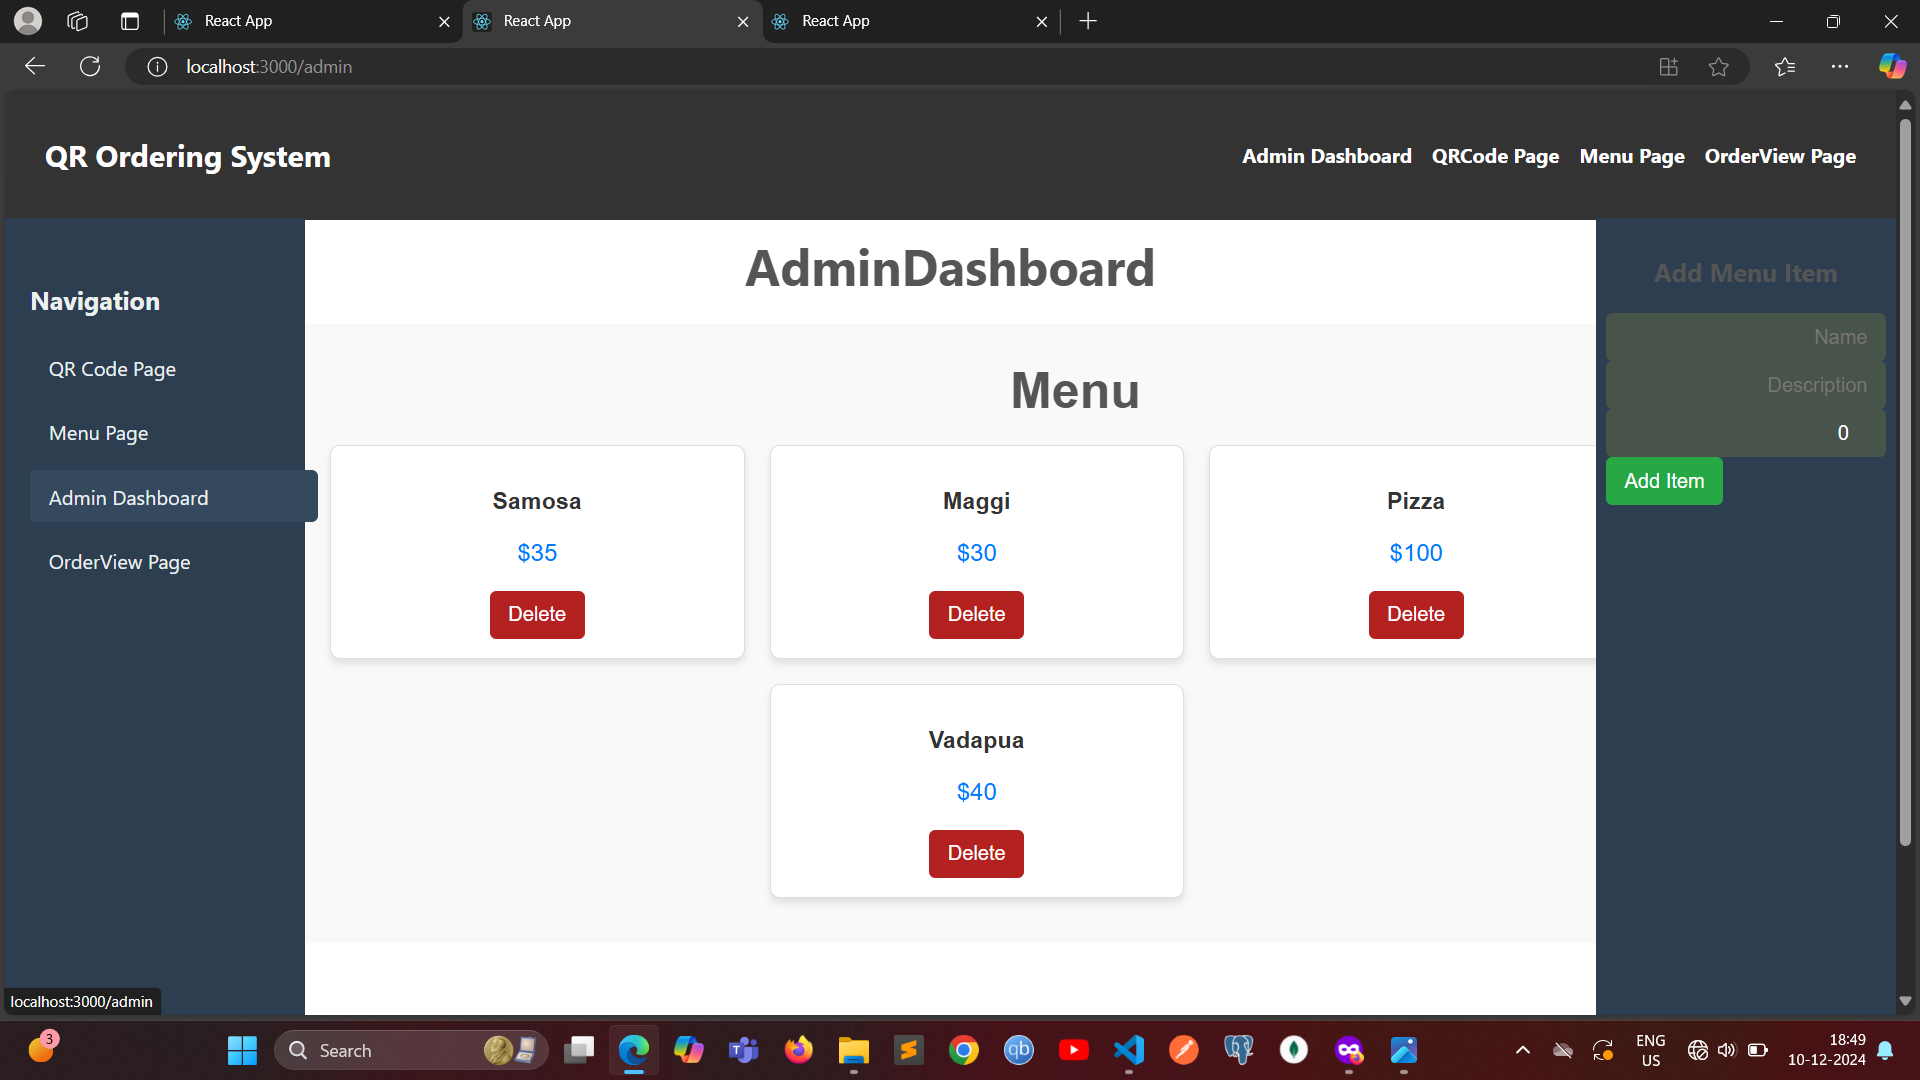 React App
React App
React App
localhost:3000/admin
QR Ordering System
Admin Dashboard QRCode Page Menu Page OrderView Page
Navigation
QR Code Page
Menu Page
Admin Dashboard
OrderView Page
AdminDashboard
Menu
Samosa
$35
Delete
Maggi
$30
Delete
Pizza
$100
Delete
Vadapua
$40
Delete
Add Menu Item
Name
Description
0
Add Item
localhost:3000/admin
3
Search
T
qb
ENG
US
18:49
10-12-2024